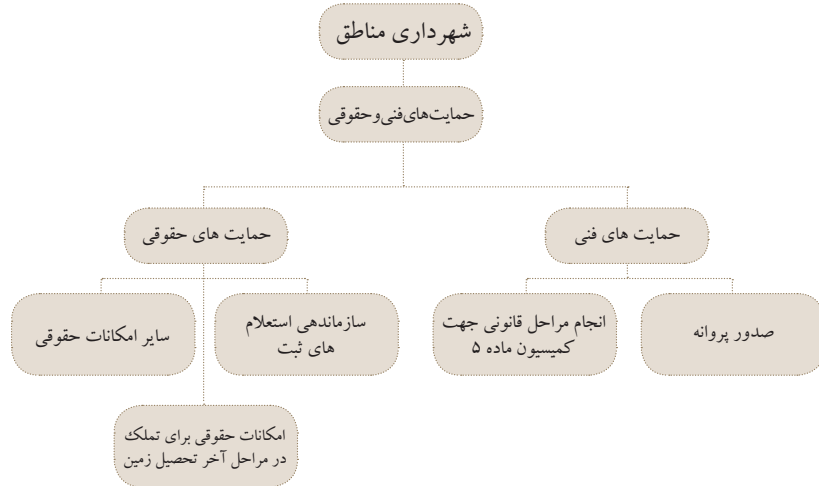 شهرداری مناطق
حمایت‌های‌فنی‌و‌حقوقی
حمایت های فنی
حمایت های حقوقی
صدور پروانه
انجام مراحل قانونی جهت
کمیسیون ماده ۵
سازماندهی استعلام
های ثبت
سایر امکانات حقوقی
امکانات حقوقی برای تملک
در مراحل آخر تحصیل زمین